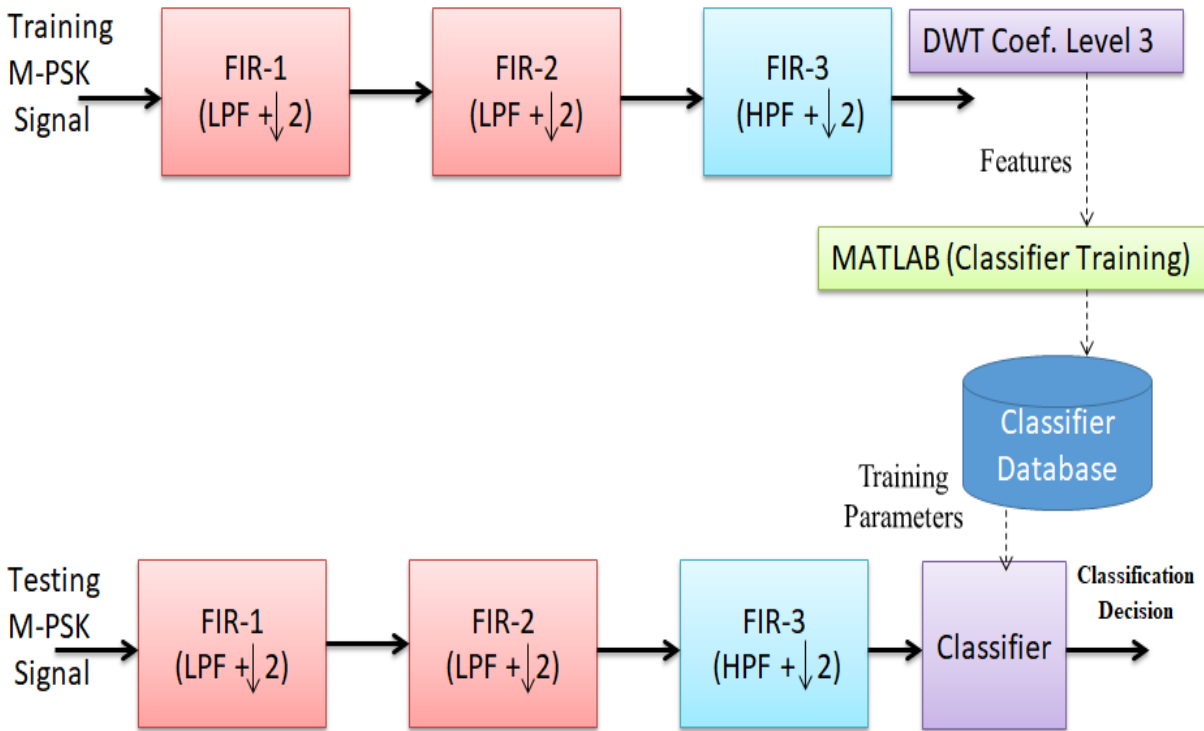 Training
M-PSK
Signal
FIR-1
(LPF +↓ 2)
FIR-2
(LPF +↓ 2)
FIR-3
(HPF +↓ 2)
DWT Coef. Level 3
Features
MATLAB (Classifier Training)
Classifier
Database
Training
Parameters
Testing
M-PSK
Signal
FIR-1
(LPF +↓ 2)
FIR-2
(LPF +↓ 2)
FIR-3
(HPF +↓ 2)
Classifier
Classification
Decision